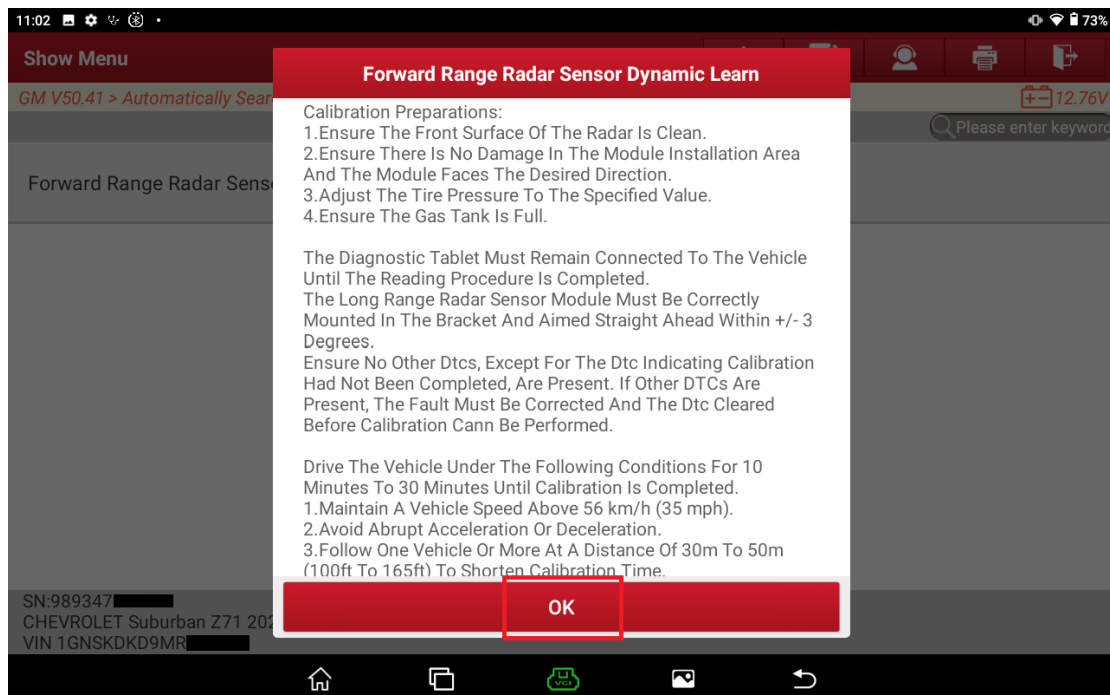 11:02
73%
Show Menu
GM V50.41 > Automatically Sear
12.76V
Please enter keyword
Forward Range Radar Sens
Forward Range Radar Sensor Dynamic Learn
Calibration Preparations:
1.Ensure The Front Surface Of The Radar Is Clean.
2.Ensure There Is No Damage In The Module Installation Area
And The Module Faces The Desired Direction.
3.Adjust The Tire Pressure To The Specified Value.
4.Ensure The Gas Tank Is Full.
The Diagnostic Tablet Must Remain Connected To The Vehicle
Until The Reading Procedure Is Completed.
The Long Range Radar Sensor Module Must Be Correctly
Mounted In The Bracket And Aimed Straight Ahead Within +/- 3
Degrees.
Ensure No Other Dtcs, Except For The Dtc Indicating Calibration
Had Not Been Completed, Are Present. If Other DTCs Are
Present, The Fault Must Be Corrected And The Dtc Cleared
Before Calibration Cann Be Performed.
Drive The Vehicle Under The Following Conditions For 10
Minutes To 30 Minutes Until Calibration Is Completed.
1.Maintain A Vehicle Speed Above 56 km/h (35 mph).
2.Avoid Abrupt Acceleration Or Deceleration.
3.Follow One Vehicle Or More At A Distance Of 30m To 50m
(100ft To 165ft) To Shorten Calibration Time.
OK
SN:989347
CHEVROLET Suburban Z71 202
VIN 1GNSKDKD9MR
VCI